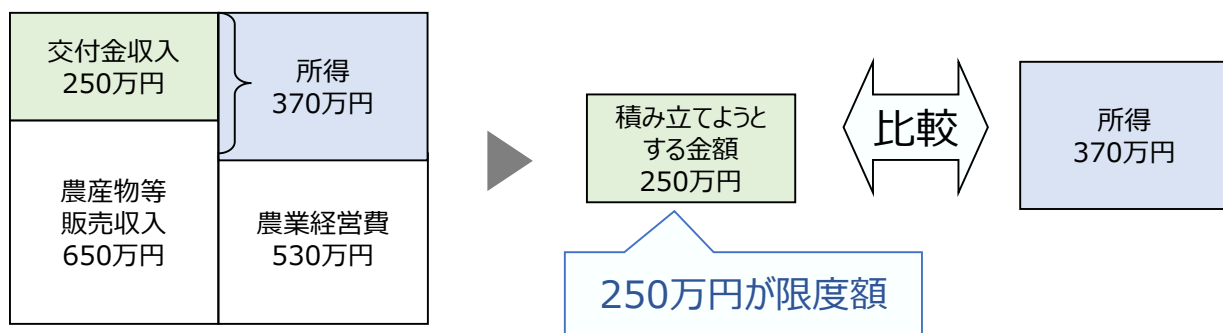 交付金収入
250万円
所得
370万円
農産物等
販売収入
650万円
農業経営費
530万円
積み立てようと
する金額
250万円
比較
所得
370万円
250万円が限度額